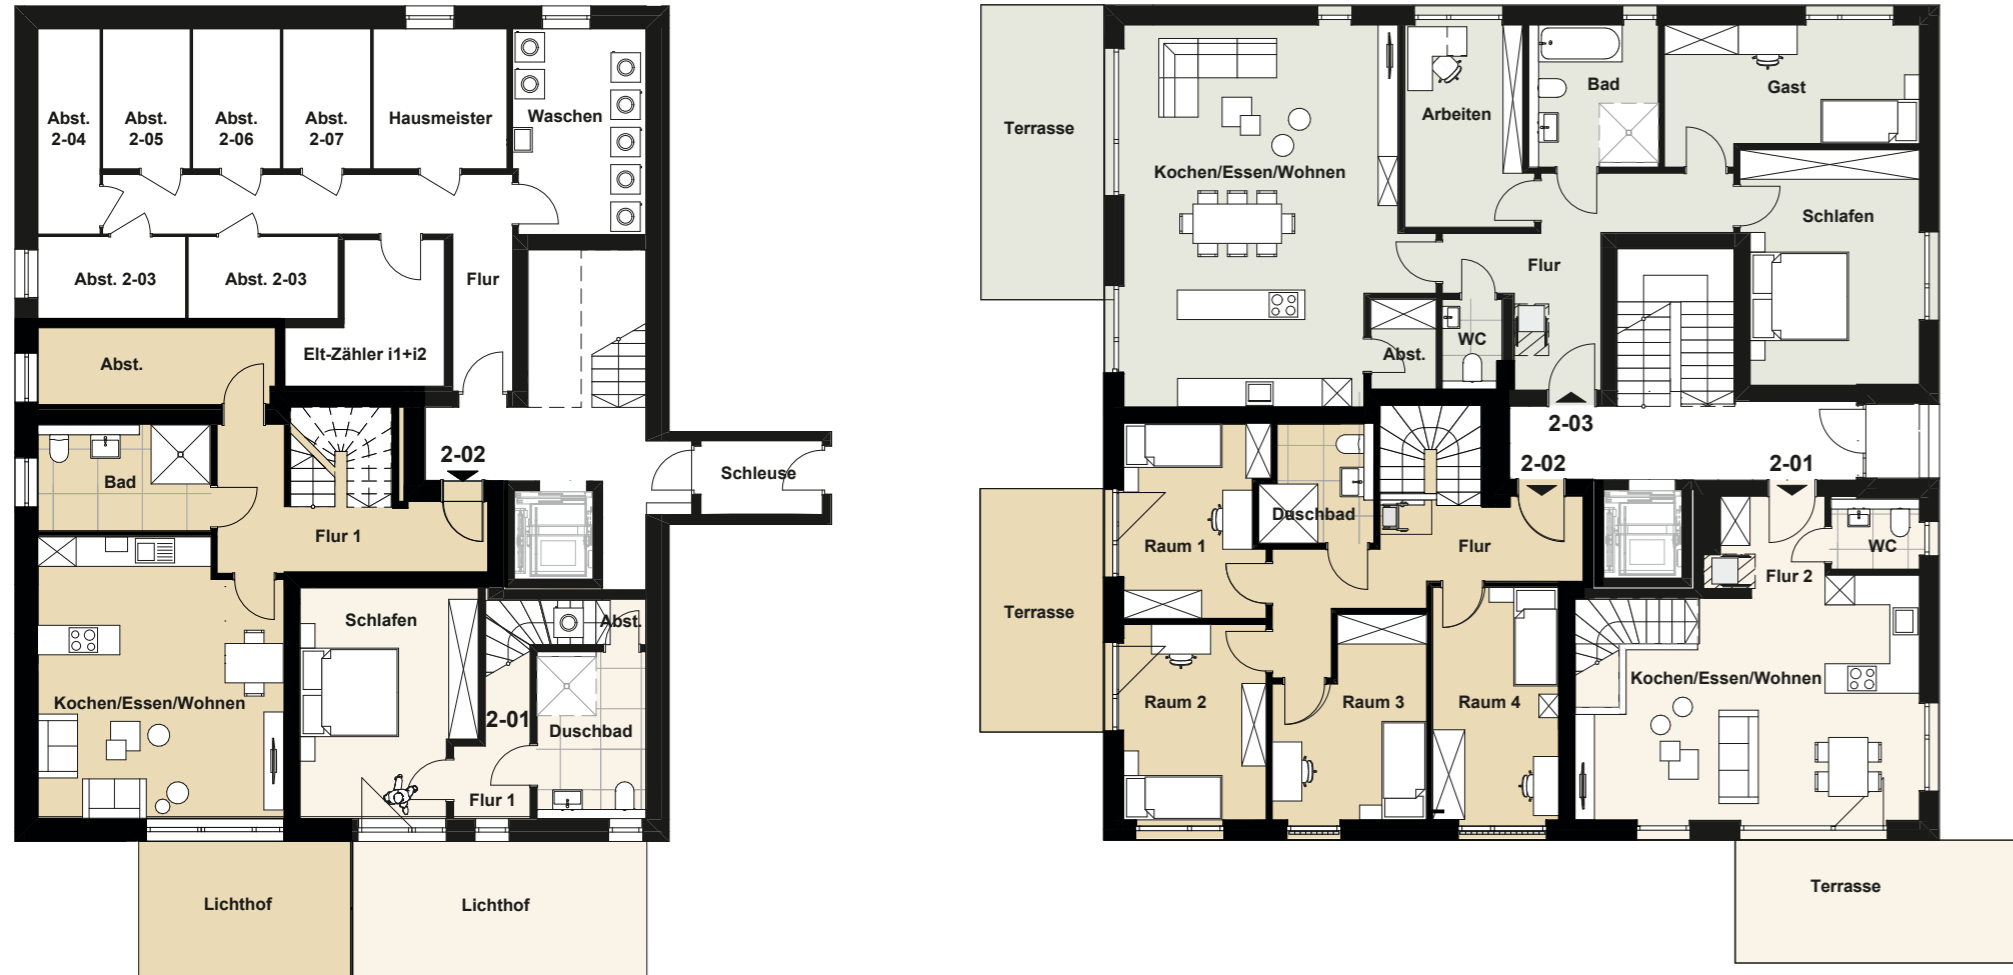 Abst.
2-04
Abst.
2-05
Abst.
2-06
Abst.
2-07
Hausmeister
Waschen
Abst. 2-03
Abst. 2-03
Flur
Elt-Zähler i1+i2
Abst.
2-02
Schleuse
Bad
Flur 1
Schlafen
Abst.
Kochen/Essen/Wohnen
2-01
Duschbad
Flur 1
Lichthof
Lichthof
Terrasse
Kochen/Essen/Wohnen
Arbeiten
Bad
Gast
Schlafen
Flur
Abst.
WC
2-03
2-02
2-01
Duschbad
Raum 1
Flur
WC
Flur 2
Terrasse
Raum 2
Raum 3
Raum 4
Kochen/Essen/Wohnen
Terrasse